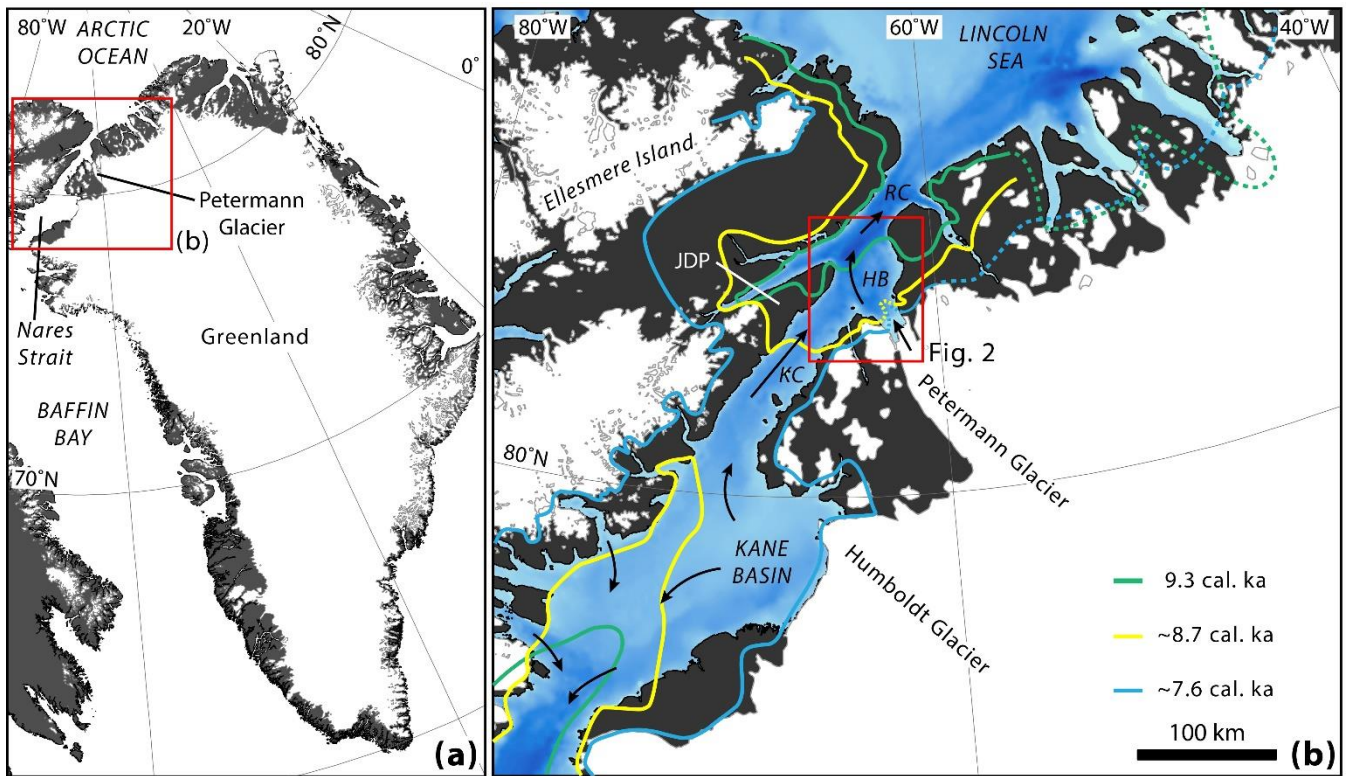 80˚W
ARCTIC
OCEAN
20˚W
80˚N
0˚
Petermann
Glacier
(b)
Nares
Strait
Greenland
BAFFIN
BAY
70˚N
(a)
80˚W
60˚W
40˚W
LINCOLN
SEA
Ellesmere Island
RC
JDP
HB
Fig. 2
KC
Petermann Glacier
80˚N
KANE
BASIN
Humboldt Glacier
9.3 cal. ka
~8.7 cal. ka
~7.6 cal. ka
100 km
(b)